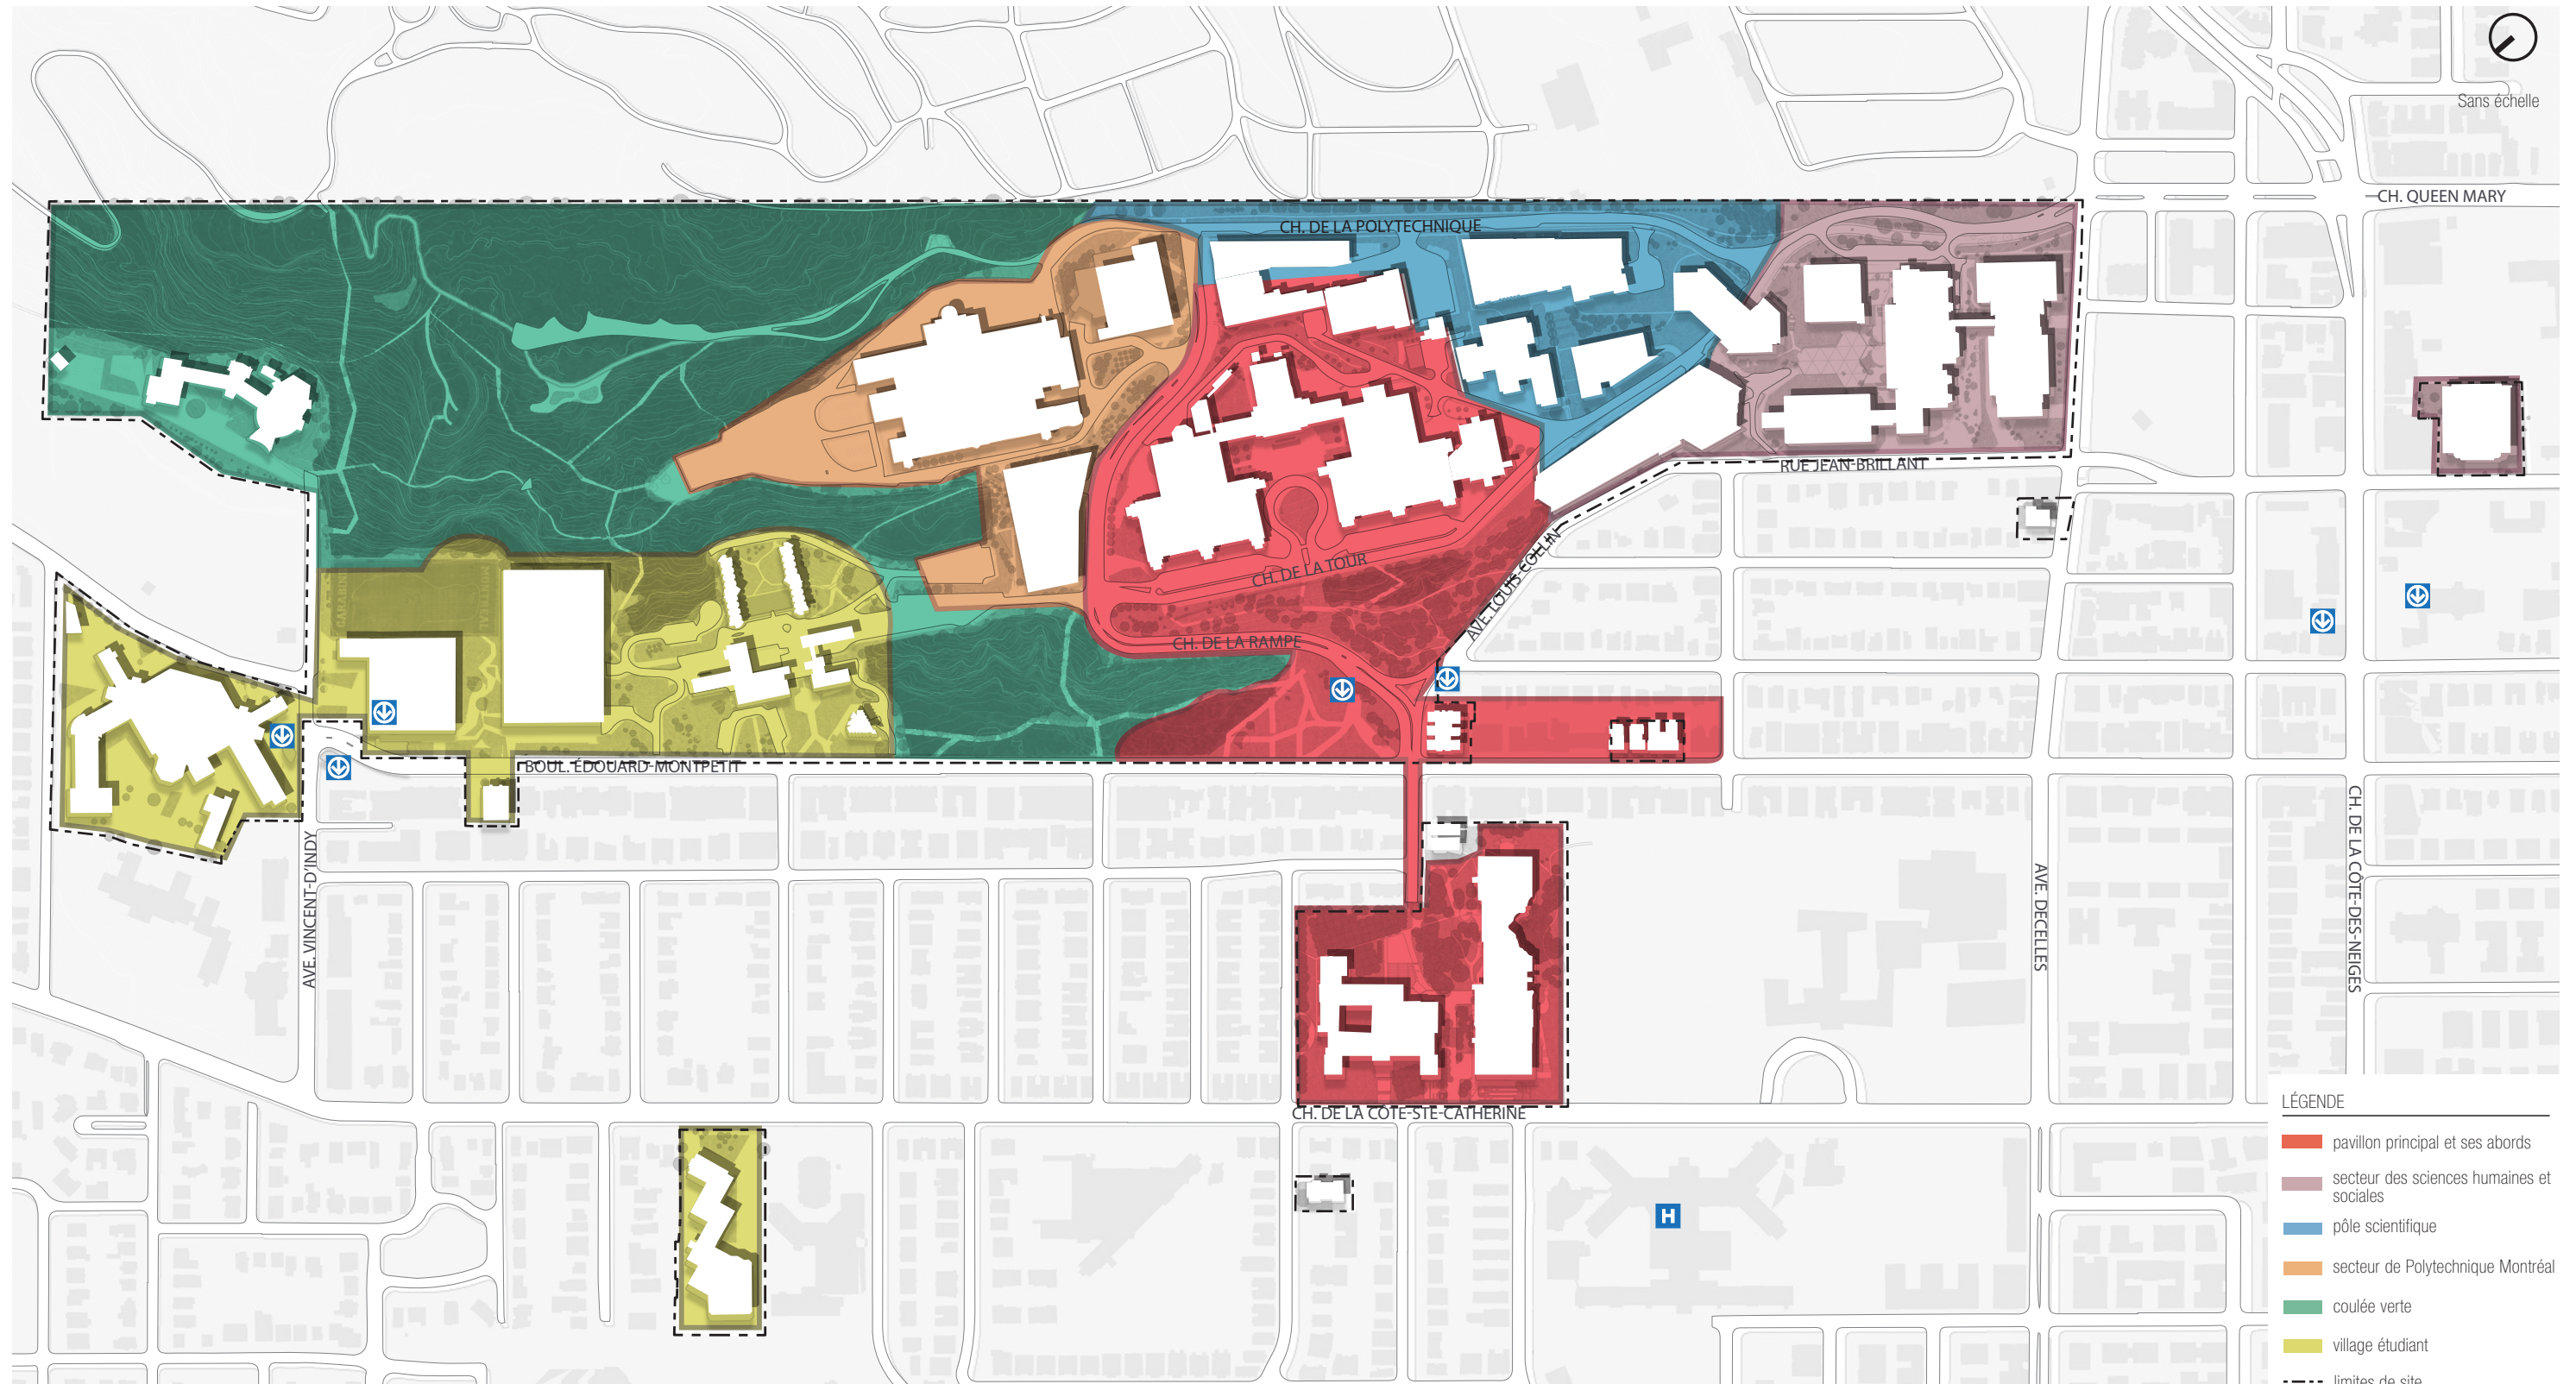 Sans échelle
CH. QUEEN MARY
CH. DE LA POLYTECHNIQUE
RUE JEAN-BRILLANT
AVE. LOUIS-COLLIN
CH. DE LA TOUR
CH. DE LA RAMPE
CARABINS
MONTRÉAL
BOUL. ÉDOUARD-MONTPETIT
AVE. VINCENT-D'INDY
AVE. DECELLES
CH. DE LA CÔTE-DES-NEIGES
CH. DE LA CÔTE-STE-CATHERINE
H
LÉGENDE
pavillon principal et ses abords
secteur des sciences humaines et
sociales
pôle scientifique
secteur de Polytechnique Montréal
coulée verte
village étudiant
limites de site